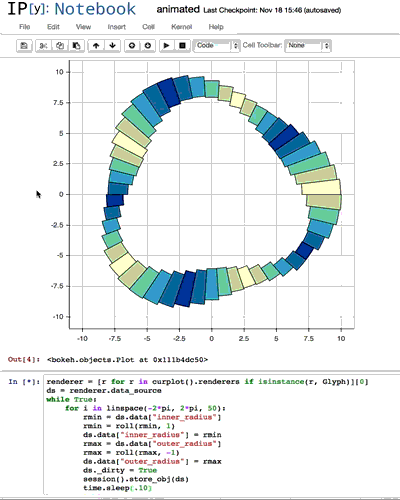 IP[y]: Notebook animated Last Checkpoint: Nov 18 15:46 (autosaved)
File Edit View Insert Cell Kernel Help
Code Cell Toolbar: None
10
7.5
5
2.5
0
-2.5
-5
-7.5
-10
-10 -7.5 -5 -2.5 0 2.5 5 7.5 10
Out[4]: <bokeh.objects.Plot at 0x111b4dc50>
In [*]: renderer = [r for r in curplot().renderers if isinstance(r, Glyph)][0]
ds = renderer.data_source
while True:
for i in linspace(-2*pi, 2*pi, 50):
rmin = ds.data["inner_radius"]
rmin = roll(rmin, 1)
ds.data["inner_radius"] = rmin
rmax = ds.data["outer_radius"]
rmax = roll(rmax, -1)
ds.data["outer_radius"] = rmax
ds._dirty = True
session().store_obj(ds)
time.sleep(.10)